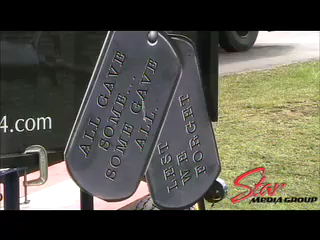 ALL GAVE
SOME...
SOME GAVE
ALL.
LEST
WE
FORGET
4.com
Star
MEDIA GROUP